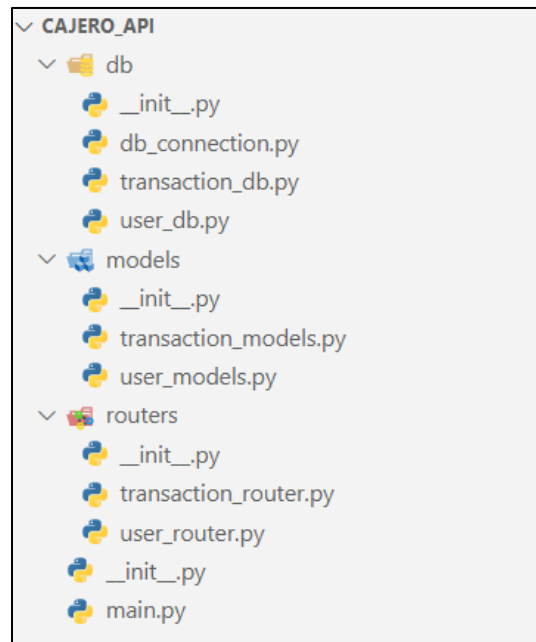 CAJERO_API
db
__init__.py
db_connection.py
transaction_db.py
user_db.py
models
__init__.py
transaction_models.py
user_models.py
routers
__init__.py
transaction_router.py
user_router.py
__init__.py
main.py